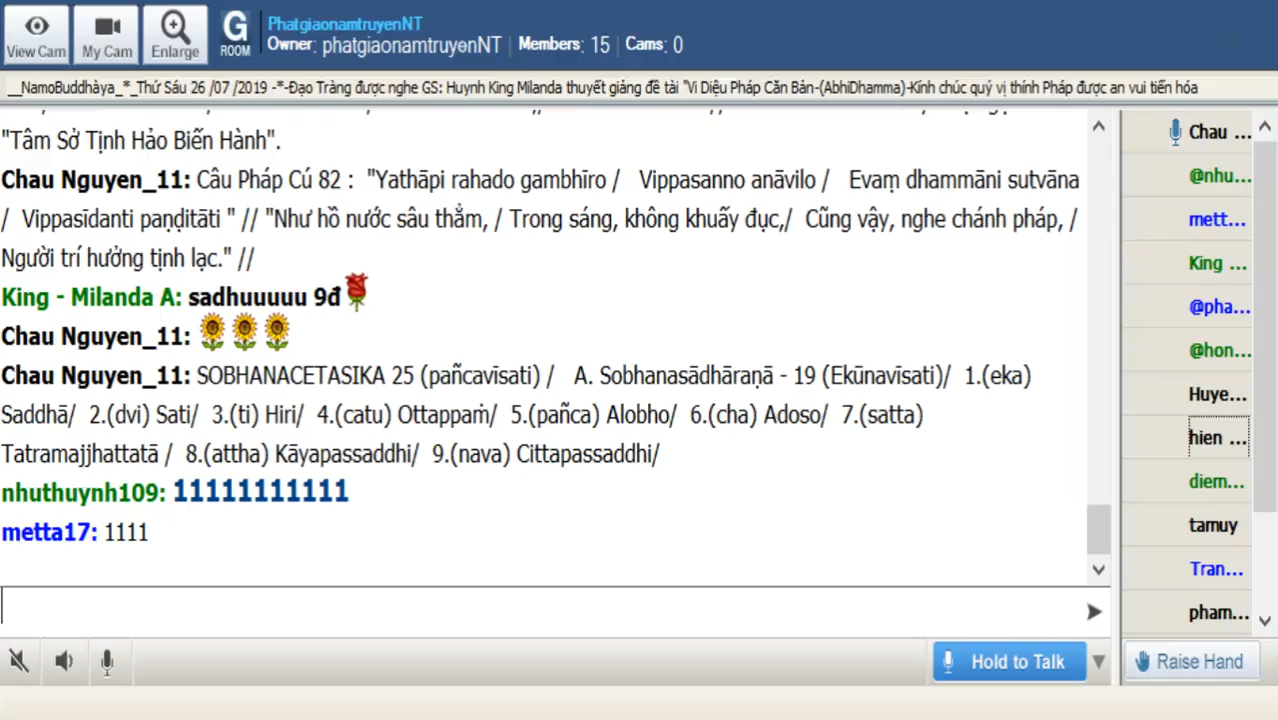 View Cam
My Cam
Enlarge
G
ROOM
PhatgiaonamtruyenNT
Owner: phatgiaonamtruyenNT | Members: 15 | Cams: 0
__NamoBuddhàya_*_Thứ Sáu 26 /07 /2019 -*-Đạo Tràng được nghe GS: Huynh King Milanda thuyết giảng đề tài "Vi Diệu Pháp Căn Bản-(AbhiDhamma)-Kính chúc quý vị thính Pháp được an vui tiến hóa
"Tâm Sở Tịnh Hảo Biến Hành".
Chau Nguyen_11: Câu Pháp Cú 82 : "Yathāpi rahado gambhīro / Vippasanno anāvilo / Evaṃ dhammāni sutvāna
/ Vippasīdanti paṇḍitāti " // "Như hồ nước sâu thẳm, / Trong sáng, không khuấy đục,/ Cũng vậy, nghe chánh pháp, /
Người trí hưởng tịnh lạc." //
King - Milanda A: sadhuuuuu 9đ
Chau Nguyen_11:
Chau Nguyen_11: SOBHANACETASIKA 25 (pañcavīsati) / A. Sobhanasādhāraṇā - 19 (Ekūnavīsati)/ 1.(eka)
Saddhā/ 2.(dvi) Sati/ 3.(ti) Hiri/ 4.(catu) Ottappaṁ/ 5.(pañca) Alobho/ 6.(cha) Adoso/ 7.(satta)
Tatramajjhattatā / 8.(attha) Kāyapassaddhi/ 9.(nava) Cittapassaddhi/
nhuthuynh109: 11111111111
metta17: 1111
Chau ...
@nhu...
mett...
King ...
@pha...
@hon...
Huye...
hien ...
diem...
tamuy
Tran...
pham...
Hold to Talk
Raise Hand